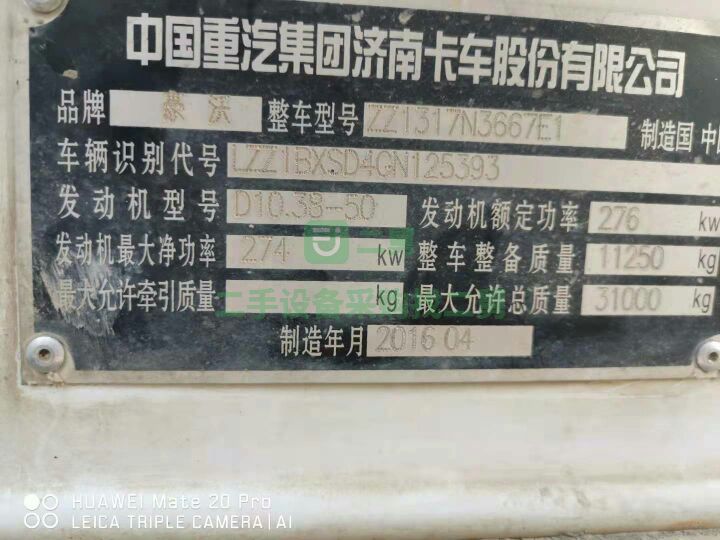 中国重汽集团济南卡车股份有限公司
品牌 豪沃 整车型号 ZZ1317N3667E1 制造国 中国
车辆识别代号 LZZ1BXSD4GN125393
发动机型号 D10.38-50 发动机额定功率 276 kw
发动机最大净功率 274 kw 整车整备质量 11250 kg
最大允许牵引质量 kg 最大允许总质量 31000 kg
制造年月 2016 04
二手设备采
HUAWEI Mate 20 Pro
LEICA TRIPLE CAMERA | AI